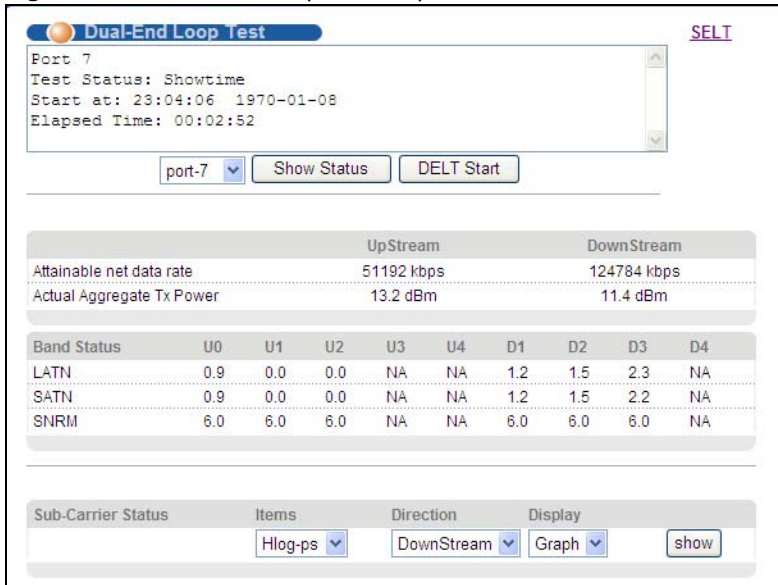 Dual-End Loop Test
SELT
Port 7
Test Status: Showtime
Start at: 23:04:06 1970-01-08
Elapsed Time: 00:02:52
port-7 Show Status DELT Start
UpStream DownStream
Attainable net data rate 51192 kbps 124784 kbps
Actual Aggregate Tx Power 13.2 dBm 11.4 dBm
Band Status U0 U1 U2 U3 U4 D1 D2 D3 D4
LATN 0.9 0.0 0.0 NA NA 1.2 1.5 2.3 NA
SATN 0.9 0.0 0.0 NA NA 1.2 1.5 2.2 NA
SNRM 6.0 6.0 6.0 NA NA 6.0 6.0 6.0 NA
Sub-Carrier Status Items Direction Display
Hlog-ps DownStream Graph show